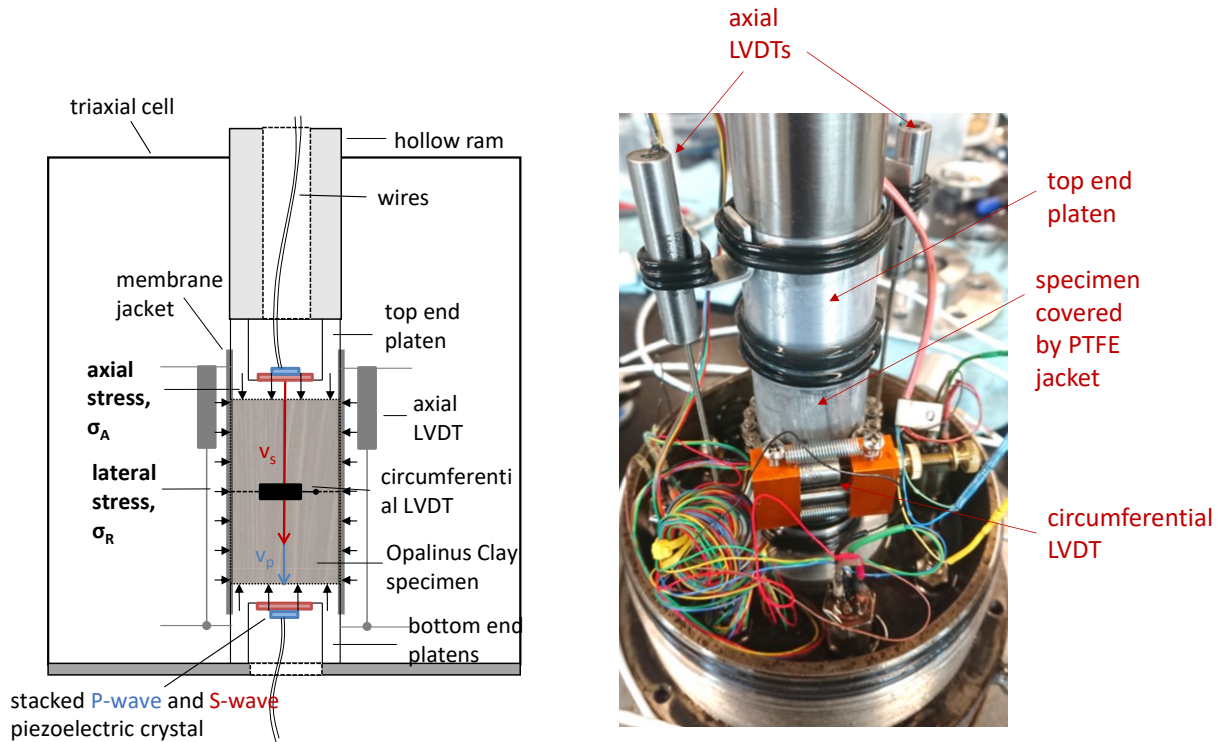 axial
LVDTs
triaxial cell
hollow ram
wires
top end
platen
membrane
jacket
specimen
covered
by PTFE
jacket
top end
platen
axial
stress,
σA
axial
LVDT
vs
lateral
stress,
σR
circumferenti
al LVDT
circumferential
LVDT
vp
Opalinus Clay
specimen
bottom end
platens
stacked P-wave and S-wave
piezoelectric crystal